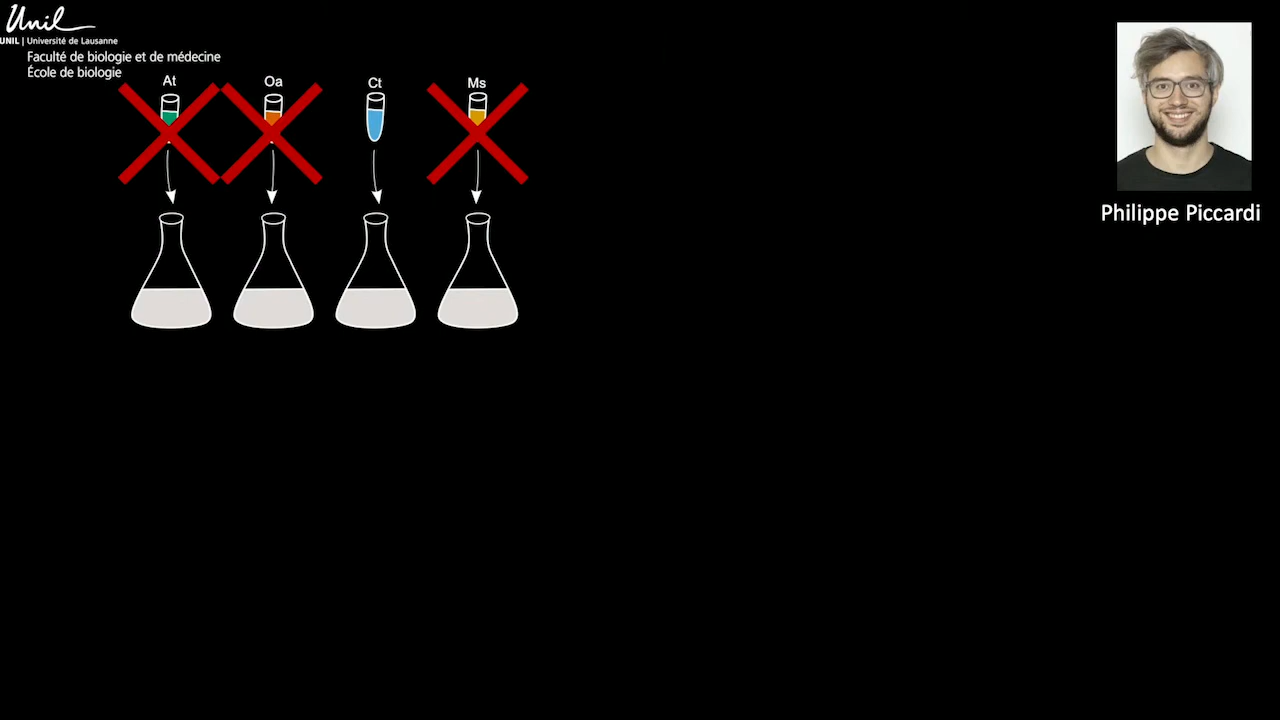 Unil
UNIL | Université de Lausanne
Faculté de biologie et de médecine
École de biologie
At
Oa
Ct
Ms
Philippe Piccardi